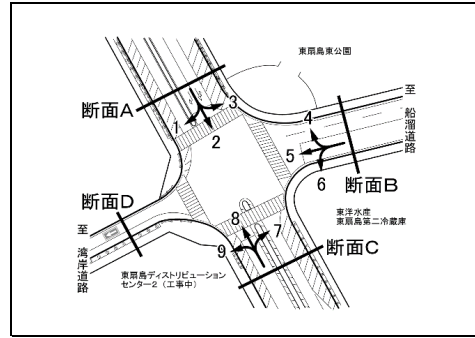 東扇島東公園
断面A
1
2
3
至
船溜道路
4
5
6
断面B
断面D
東洋水産
東扇島第二冷蔵庫
至
湾岸道路
8
7
9
断面C
東扇島ディストリビューション
センター2(工事中)